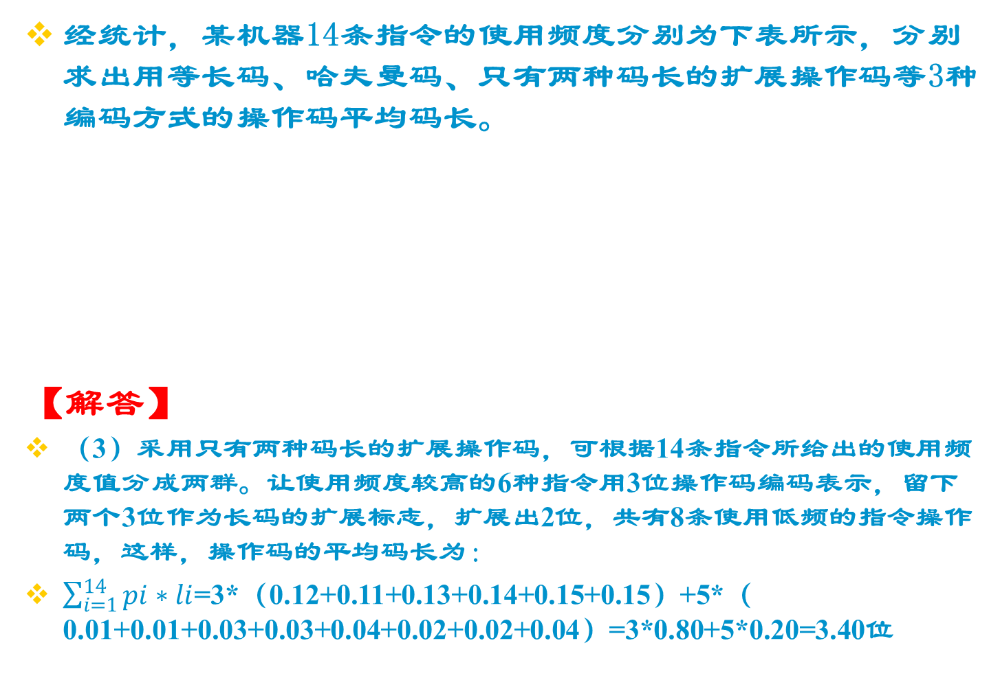 经统计，某机器14条指令的使用频度分别为下表所示，分别
求出用等长码、哈夫曼码、只有两种码长的扩展操作码等3种
编码方式的操作码平均码长。
【解答】
（3）采用只有两种码长的扩展操作码，可根据14条指令所给出的使用频
度值分成两群。让使用频度较高的6种指令用3位操作码编码表示，留下
两个3位作为长码的扩展标志，扩展出2位，共有8条使用低频的指令操作
码，这样，操作码的平均码长为：
∑_{i=1}^{14} pi * li=3*（0.12+0.11+0.13+0.14+0.15+0.15）+5*（
0.01+0.01+0.03+0.03+0.04+0.02+0.02+0.04）=3*0.80+5*0.20=3.40位